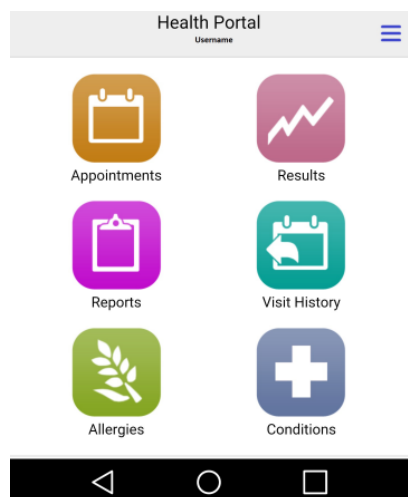 Health Portal
Username
Appointments
Results
Reports
Visit History
Allergies
Conditions